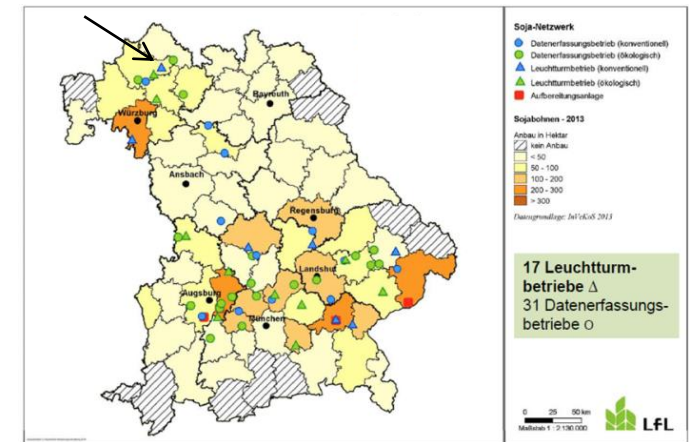 Bayreuth
Würzburg
Ansbach
Regensburg
Landshut
Augsburg
München
Soja-Netzwerk
Datenerfassungsbetrieb (konventionell)
Datenerfassungsbetrieb (ökologisch)
Leuchtturmbetrieb (konventionell)
Leuchtturmbetrieb (ökologisch)
Aufbereitungsanlage
Sojabohnen - 2013
Anbau in Hektar
kein Anbau
< 50
50 - 100
100 - 200
200 - 300
> 300
Datengrundlage: InVeKoS 2013
17 Leuchtturm-
betriebe Δ
31 Datenerfassungs-
betriebe O
0 25 50 km
Maßstab 1 : 2 130 000
LfL